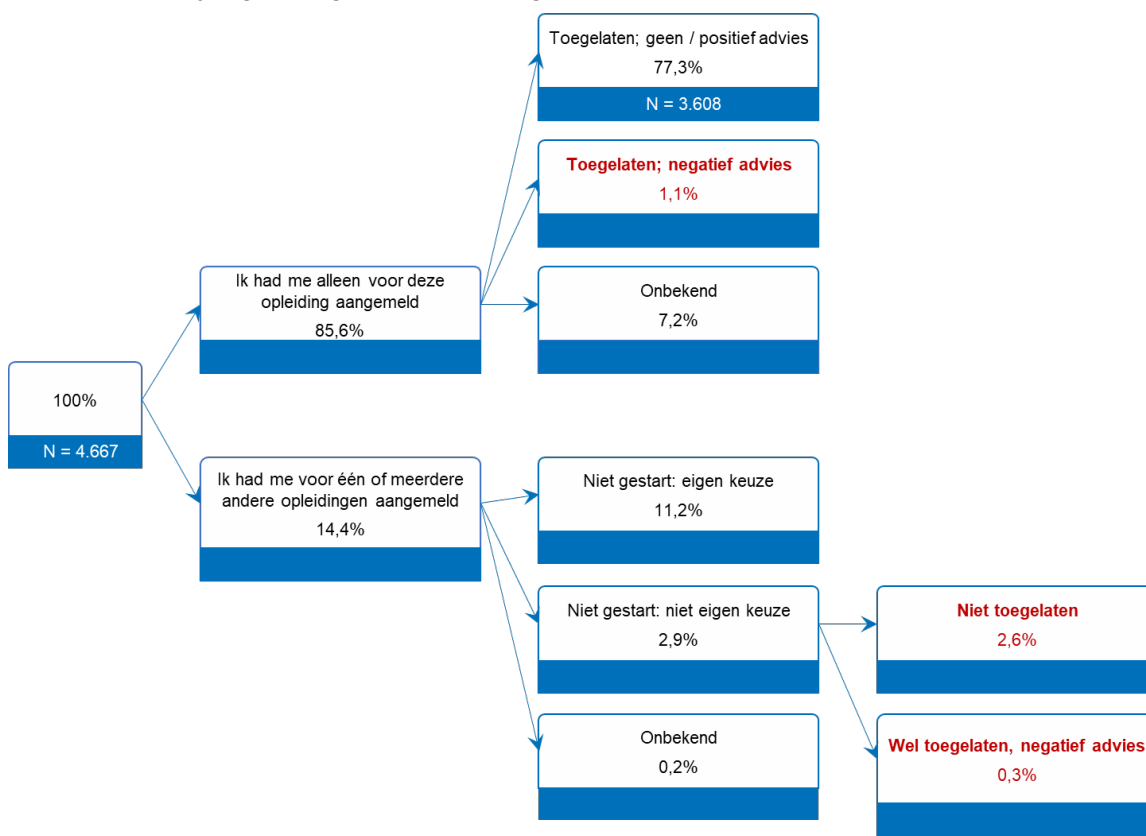 Toegelaten; geen / positief advies
77,3%
N = 3.608
Toegelaten; negatief advies
1,1%
Ik had me alleen voor deze
opleiding aangemeld
85,6%
Onbekend
7,2%
100%
N = 4.667
Ik had me voor één of meerdere
andere opleidingen aangemeld
14,4%
Niet gestart: eigen keuze
11,2%
Niet gestart: niet eigen keuze
2,9%
Niet toegelaten
2,6%
Onbekend
0,2%
Wel toegelaten, negatief advies
0,3%